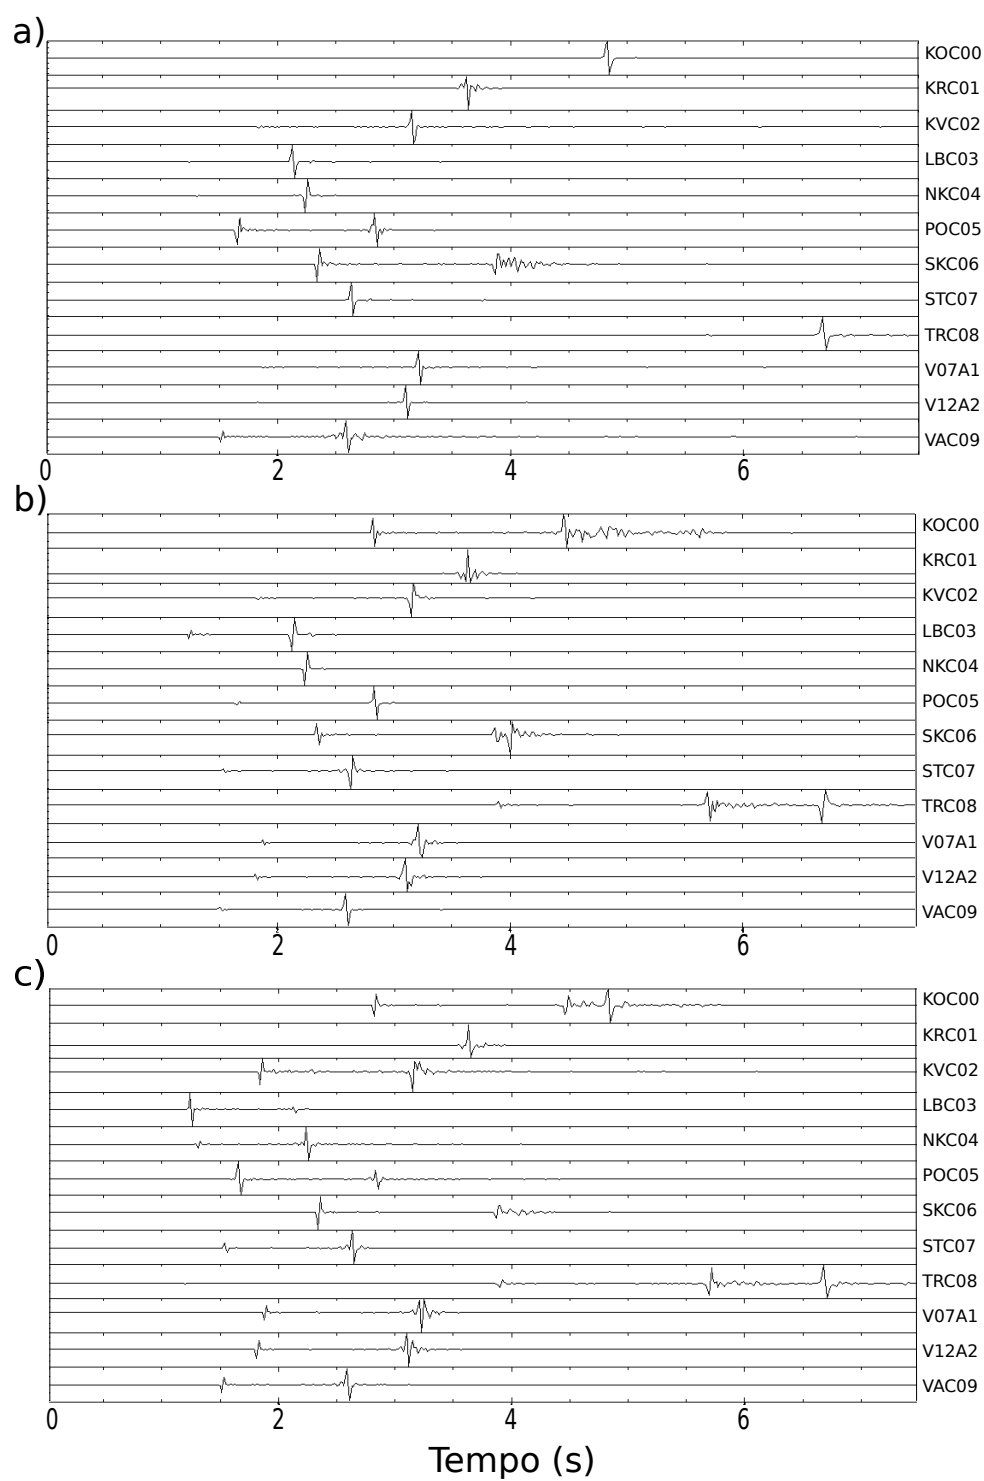 a)
KOC00
KRC01
KVC02
LBC03
NKC04
POC05
SKC06
STC07
TRC08
V07A1
V12A2
VAC09
0 2 4 6
b)
KOC00
KRC01
KVC02
LBC03
NKC04
POC05
SKC06
STC07
TRC08
V07A1
V12A2
VAC09
0 2 4 6
c)
KOC00
KRC01
KVC02
LBC03
NKC04
POC05
SKC06
STC07
TRC08
V07A1
V12A2
VAC09
0 2 4 6
Tempo (s)